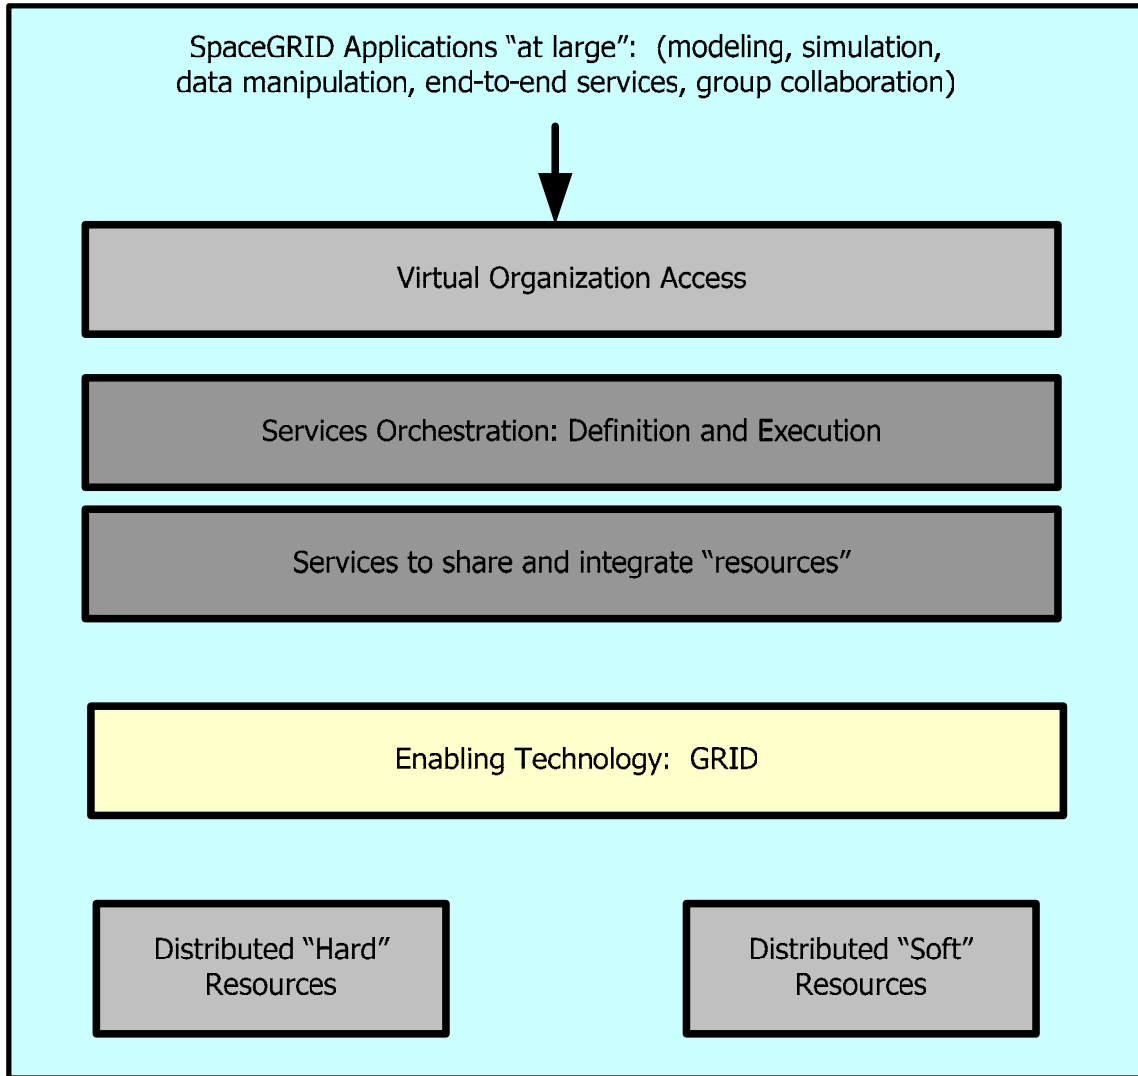 SpaceGRID Applications “at large”:  (modeling, simulation,
data manipulation, end-to-end services, group collaboration)
Virtual Organization Access
Services Orchestration: Definition and Execution
Services to share and integrate “resources”
Enabling Technology:  GRID
Distributed “Hard”
Resources
Distributed “Soft”
Resources